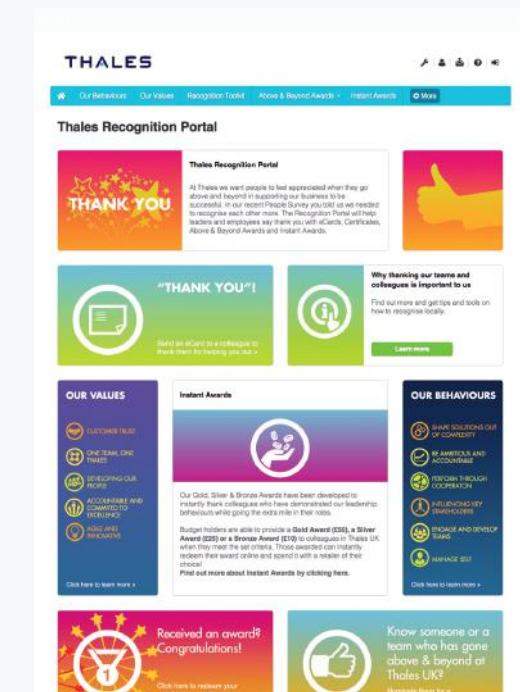 THALES
Our Behaviours Our Values Recognition Toolkit Above & Beyond Awards Instant Awards More
Thales Recognition Portal
THANK YOU
Thales Recognition Portal
At Thales we want people to feel appreciated when they go
above and beyond in supporting our business to be
successful. In our recent People Survey you told us we needed
to recognise each other more. The Recognition Portal will help
leaders and employees say thank you with eCards, Certificates,
Above & Beyond Awards and Instant Awards.
"THANK YOU"!
Send an eCard to a colleague to
thank them for helping you out »
Why thanking our teams and
colleagues is important to us
Find out more and get tips and tools on
how to recognise locally.
Learn more
OUR VALUES
CUSTOMER TRUST
ONE TEAM, ONE
THALES
DEVELOPING OUR
PEOPLE
ACCOUNTABLE AND
COMMITTED TO
EXCELLENCE
AGILE AND
INNOVATIVE
Click here to learn more »
Instant Awards
Our Gold, Silver & Bronze Awards have been developed to
instantly thank colleagues who have demonstrated our leadership
behaviours while going the extra mile in their roles.
Budget holders are able to provide a Gold Award (£50), a Silver
Award (£25) or a Bronze Award (£10) to colleagues in Thales UK
when they meet the set criteria. Those awarded can instantly
redeem their award online and spend it with a retailer of their
choice!
Find out more about Instant Awards by clicking here.
OUR BEHAVIOURS
SHAPE SOLUTIONS OUT
OF COMPLEXITY
BE AMBITIOUS AND
ACCOUNTABLE
PERFORM THROUGH
COOPERATION
INFLUENCING KEY
STAKEHOLDERS
ENGAGE AND DEVELOP
TEAMS
MANAGE SELF
Click here to learn more »
1
Received an award?
Congratulations!
Click here to redeem your
Know someone or a
team who has gone
above & beyond at
Thales UK?